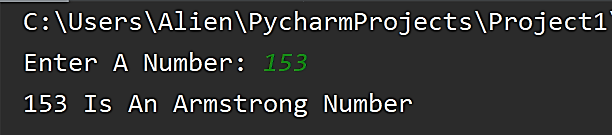 C:\Users\Alien\PycharmProjects\Project1\
Enter A Number: 153
153 Is An Armstrong Number